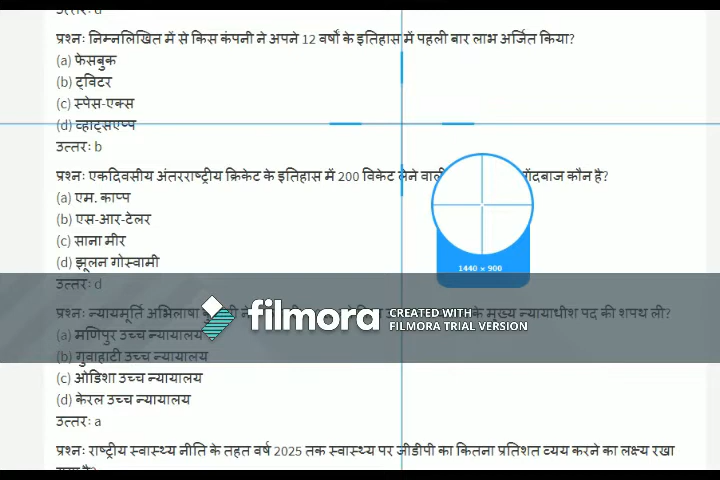 प्रश्नः निम्नलिखित में से किस कंपनी ने अपने 12 वर्षों के इतिहास में पहली बार लाभ अर्जित किया?
(a) फेसबुक
(b) ट्विटर
(c) स्पेस-एक्स
(d) व्हाट्सएप्प
उत्तरः b
प्रश्नः एकदिवसीय अंतरराष्ट्रीय क्रिकेट के इतिहास में 200 विकेट लेने वाली गेंदबाज कौन है?
(a) एम. काप्प
(b) एस-आर-टेलर
(c) साना मीर
(d) झूलन गोस्वामी
1440 x 900
उत्तरः d
प्रश्नः न्यायमूर्ति अभिलाषा के मुख्य न्यायाधीश पद की शपथ ली?
filmora CREATED WITH
FILMORA TRIAL VERSION
(a) मणिपुर उच्च न्यायालय
(b) गुवाहाटी उच्च न्यायालय
(c) ओडिशा उच्च न्यायालय
(d) केरल उच्च न्यायालय
उत्तरः a
प्रश्नः राष्ट्रीय स्वास्थ्य नीति के तहत वर्ष 2025 तक स्वास्थ्य पर जीडीपी का कितना प्रतिशत व्यय करने का लक्ष्य रखा